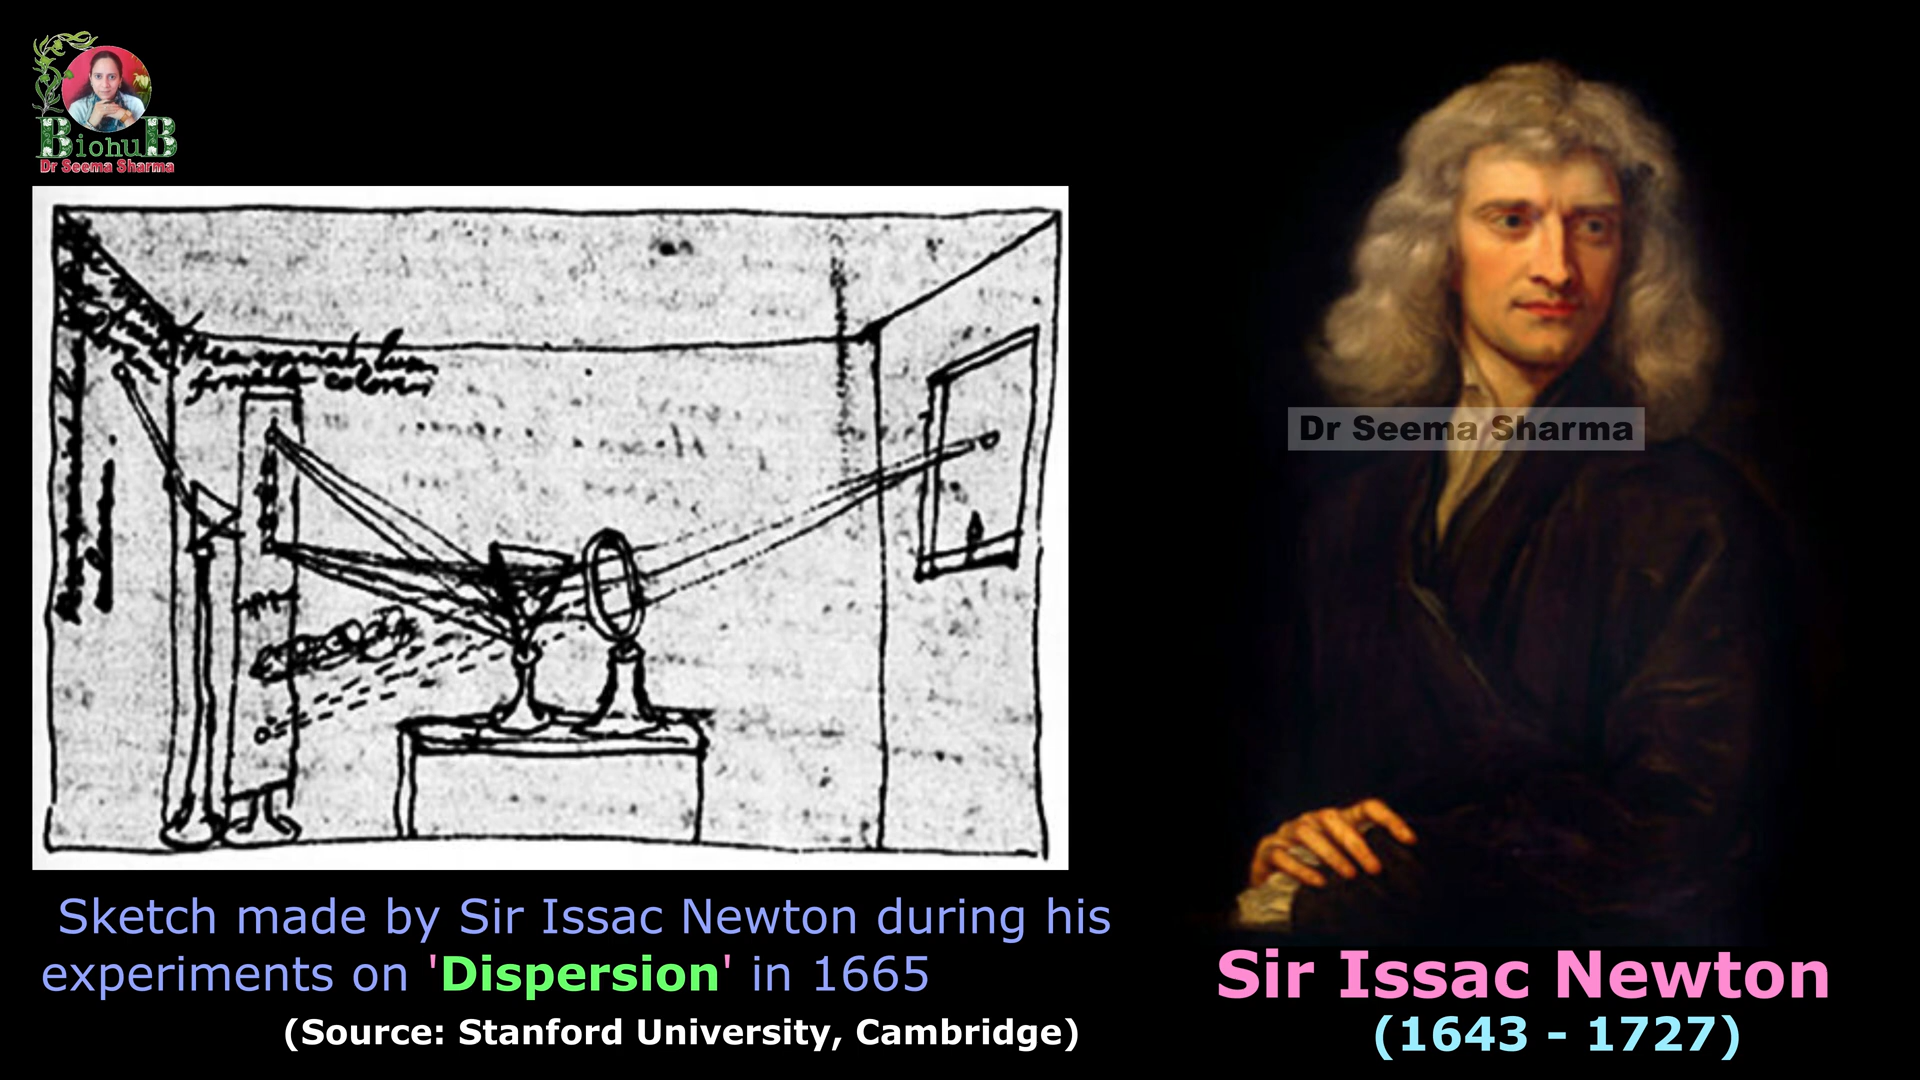 BiohuB
Dr Seema Sharma
Dr Seema Sharma
Sketch made by Sir Issac Newton during his
experiments on 'Dispersion' in 1665
(Source: Stanford University, Cambridge)
Sir Issac Newton
(1643 - 1727)